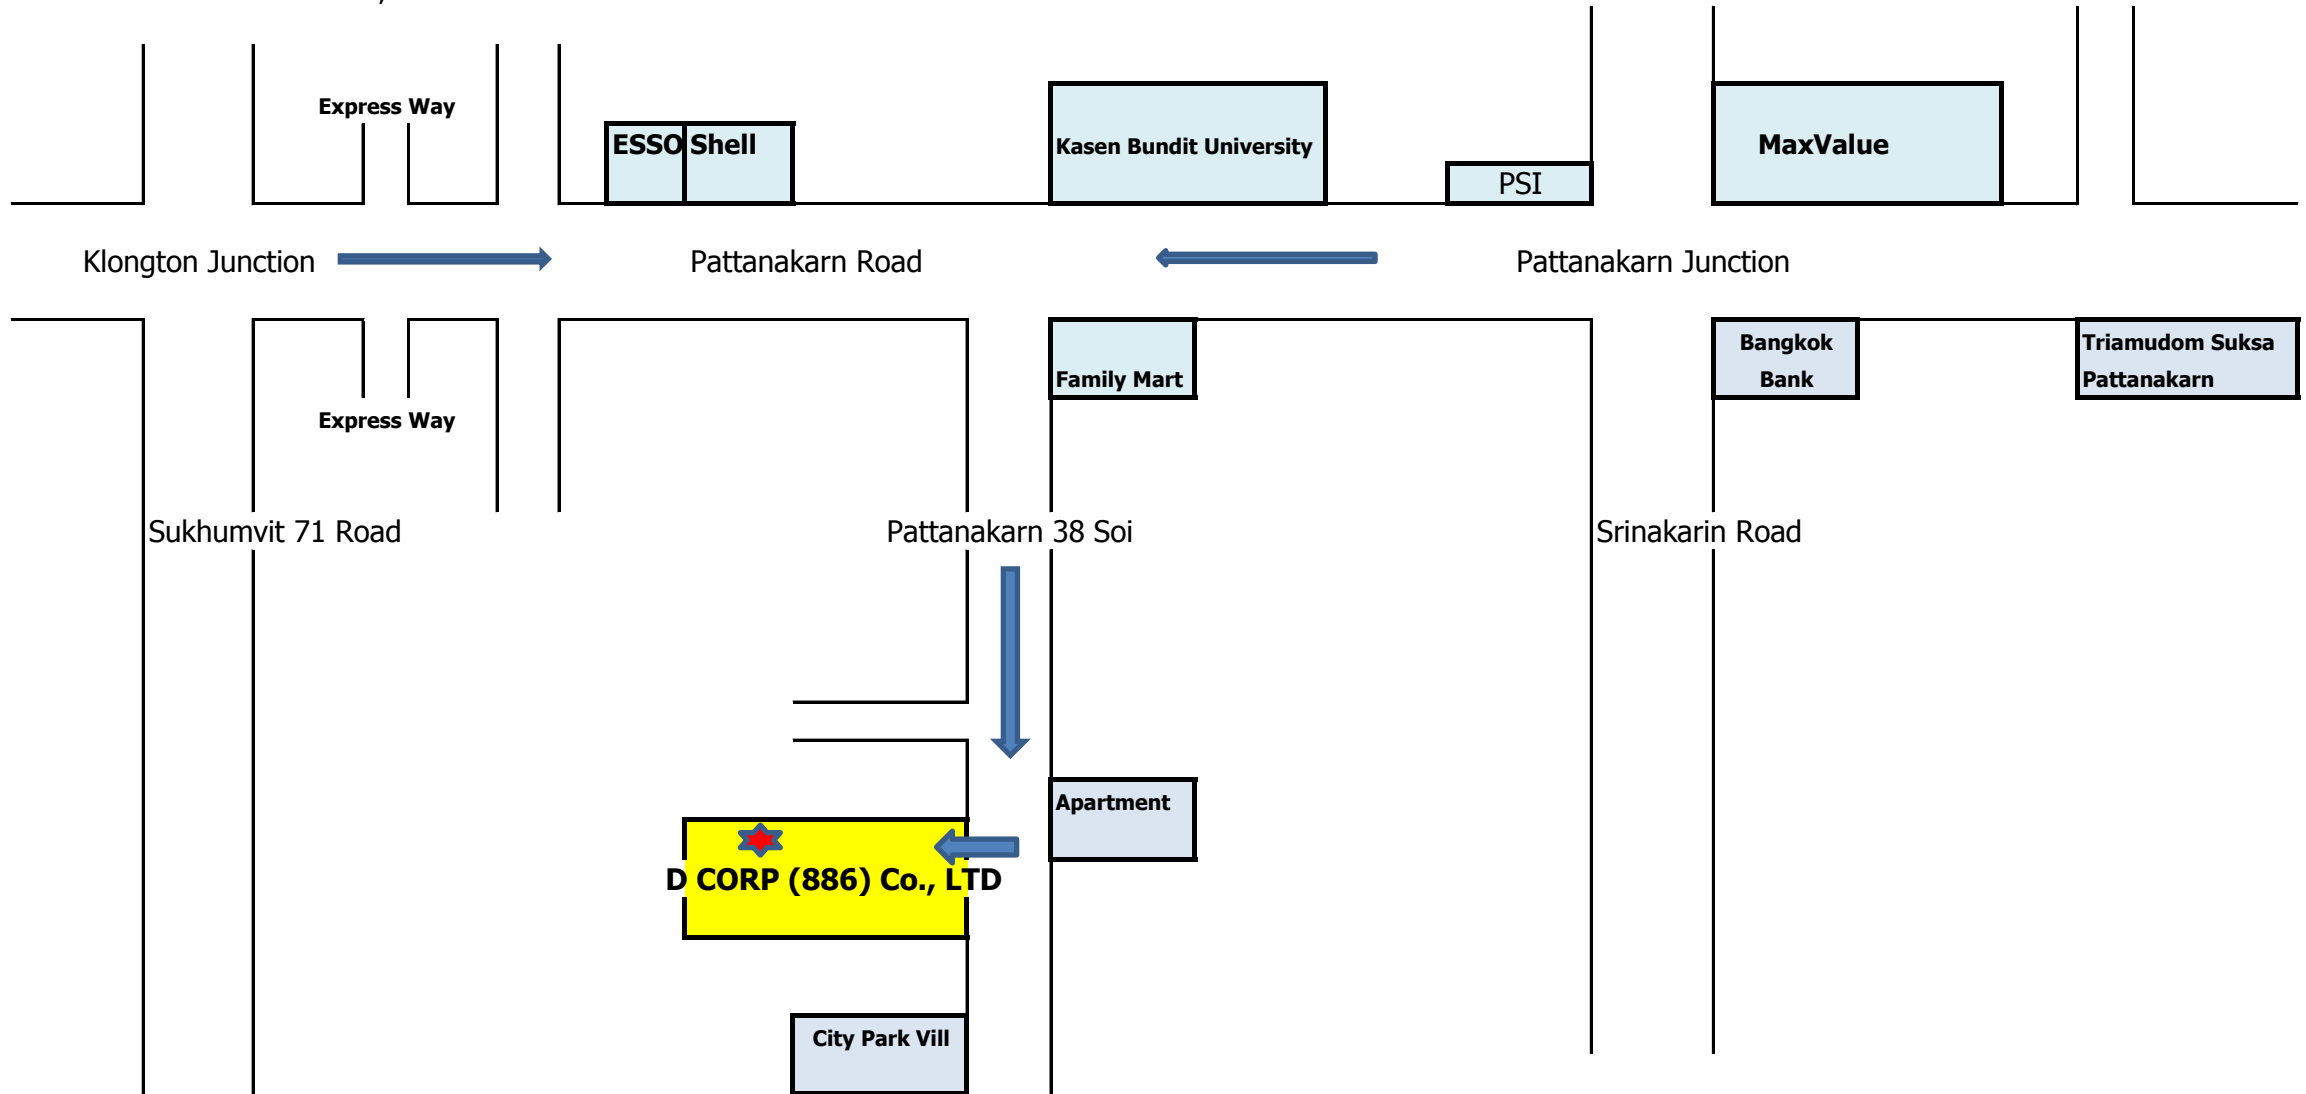 Express Way
ESSO
Shell
Kasen Bundit University
PSI
MaxValue
Klongton Junction
Pattanakarn Road
Pattanakarn Junction
Family Mart
Bangkok
Bank
Triamudom Suksa
Pattanakarn
Express Way
Sukhumvit 71 Road
Pattanakarn 38 Soi
Srinakarin Road
Apartment
D CORP (886) Co., LTD
City Park Vill